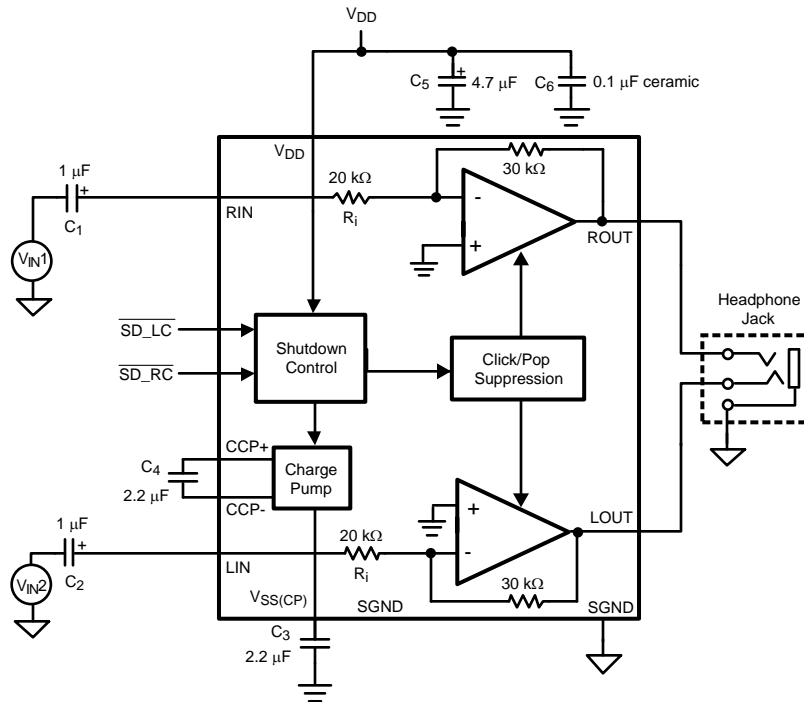 V_DD
C_5
+
4.7 µF
C_6
0.1 µF ceramic
V_DD
1 µF
+
C_1
20 kΩ
R_i
30 kΩ
-
+
RIN
ROUT
V_IN1
Headphone
Jack
SD_LC
SD_RC
Shutdown
Control
Click/Pop
Suppression
C_4
2.2 µF
CCP+
CCP-
Charge
Pump
1 µF
+
C_2
V_IN2
LIN
20 kΩ
R_i
+
-
30 kΩ
LOUT
V_SS(CP)
SGND
SGND
C_3
2.2 µF